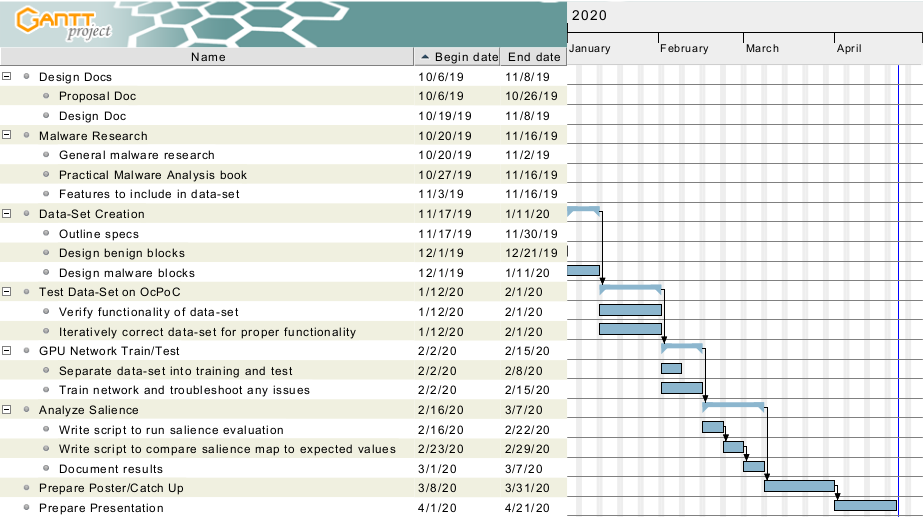 GANTT
project
2020
January February March April
Name Begin date End date
Design Docs 10/6/19 11/8/19
Proposal Doc 10/6/19 10/26/19
Design Doc 10/19/19 11/8/19
Malware Research 10/20/19 11/16/19
General malware research 10/20/19 11/2/19
Practical Malware Analysis book 10/27/19 11/16/19
Features to include in data-set 11/3/19 11/16/19
Data-Set Creation 11/17/19 1/11/20
Outline specs 11/17/19 11/30/19
Design benign blocks 12/1/19 12/21/19
Design malware blocks 12/1/19 1/11/20
Test Data-Set on OcPoC 1/12/20 2/1/20
Verify functionality of data-set 1/12/20 2/1/20
Iteratively correct data-set for proper functionality 1/12/20 2/1/20
GPU Network Train/Test 2/2/20 2/15/20
Separate data-set into training and test 2/2/20 2/8/20
Train network and troubleshoot any issues 2/2/20 2/15/20
Analyze Salience 2/16/20 3/7/20
Write script to run salience evaluation 2/16/20 2/22/20
Write script to compare salience map to expected values 2/23/20 2/29/20
Document results 3/1/20 3/7/20
Prepare Poster/Catch Up 3/8/20 3/31/20
Prepare Presentation 4/1/20 4/21/20